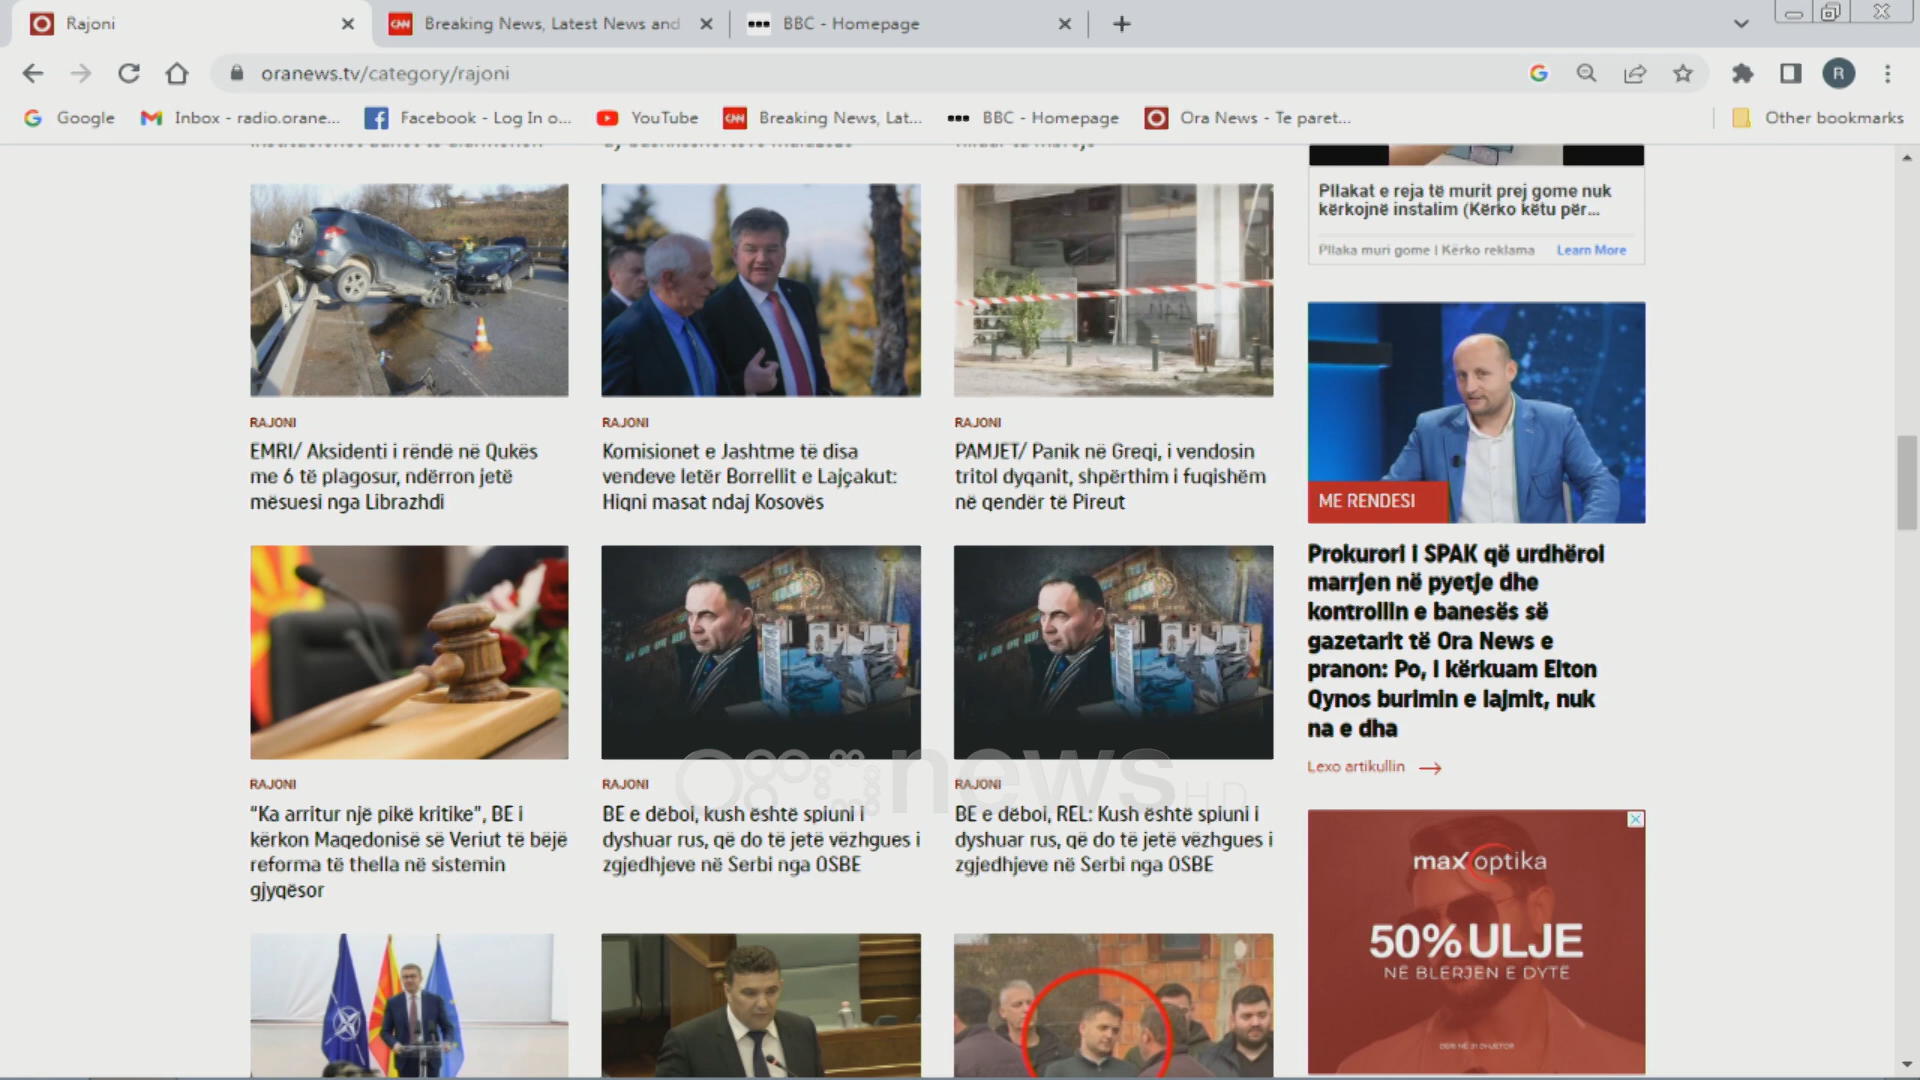 Rajoni
Breaking News, Latest News and
BBC - Homepage
oranews.tv/category/rajoni
R
Google
Inbox - radio.orane...
Facebook - Log In o...
YouTube
Breaking News, Lat...
BBC - Homepage
Ora News - Te paret...
Other bookmarks
RAJONI
EMRI/ Aksidenti i rëndë në Qukës
me 6 të plagosur, ndërron jetë
mësuesi nga Librazhdi
RAJONI
Komisionet e Jashtme të disa
vendeve letër Borrellit e Lajçakut:
Hiqni masat ndaj Kosovës
RAJONI
PAMJET/ Panik në Greqi, i vendosin
tritol dyqanit, shpërthim i fuqishëm
në qendër të Pireut
Pllakat e reja të murit prej gome nuk
kërkojnë instalim (Kërko këtu për...
Pllaka muri gome | Kërko reklama
Learn More
ME RENDESI
Prokurori i SPAK që urdhëroi
marrjen në pyetje dhe
kontrollin e banesës së
gazetarit të Ora News e
pranon: Po, i kërkuam Elton
Qynos burimin e lajmit, nuk
na e dha
Lexo artikullin
RAJONI
"Ka arritur një pikë kritike", BE i
kërkon Maqedonisë së Veriut të bëjë
reforma të thella në sistemin
gjyqësor
RAJONI
BE e dëboi, kush është spiuni i
dyshuar rus, që do të jetë vëzhgues i
zgjedhjeve në Serbi nga OSBE
RAJONI
BE e dëboi, REL: Kush është spiuni i
dyshuar rus, që do të jetë vëzhgues i
zgjedhjeve në Serbi nga OSBE
news HD
max optika
50% ULJE
NË BLERJEN E DYTË
DERI NË 31 DHJETOR